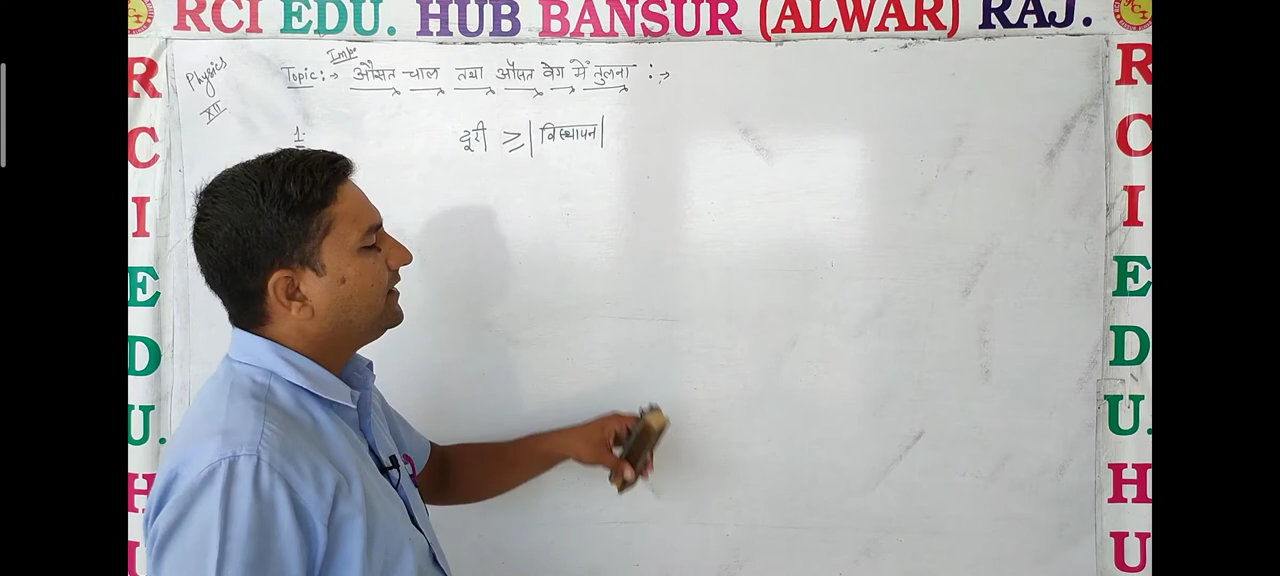 RCI EDU. HUB BANSUR (ALWAR) RAJ.
Physics
XII
Imp.
Topic:→ औसत चाल तथा औसत वेग में तुलना :→
1.
दूरी ≥ |विस्थापन|
R
C
I
E
D
U.
H
U
R
C
I
E
D
U.
H
U